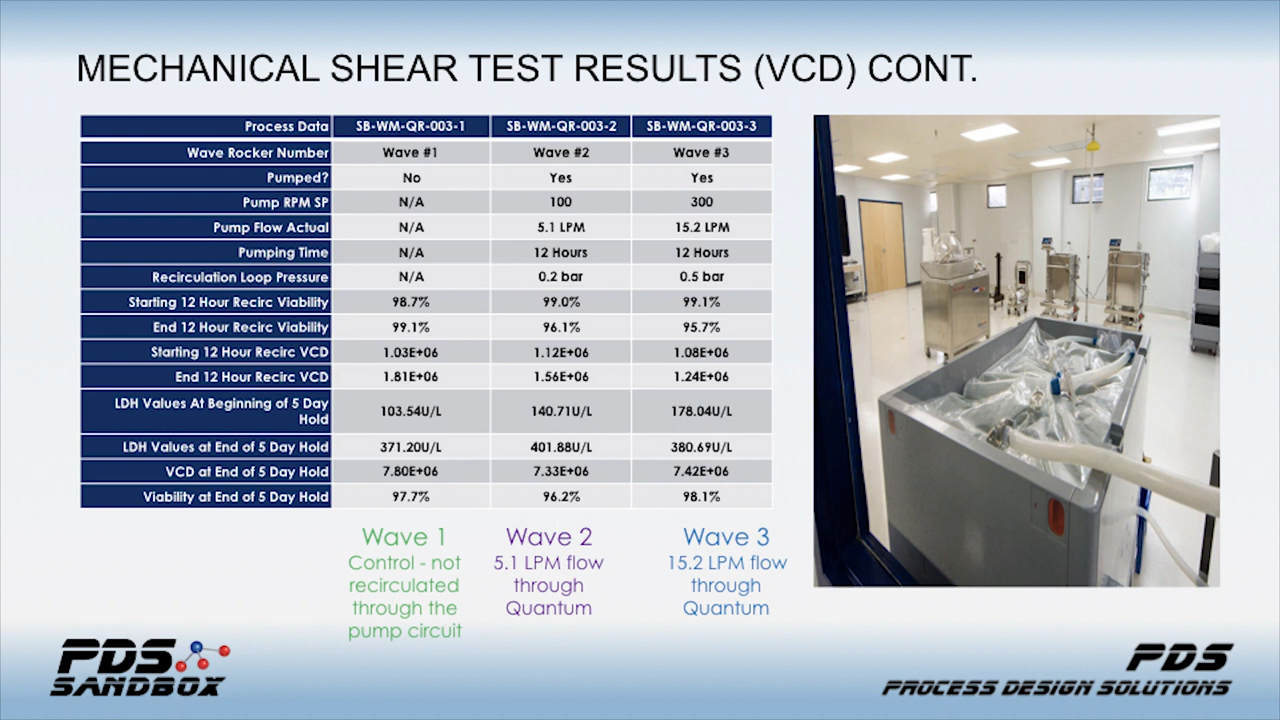 MECHANICAL SHEAR TEST RESULTS (VCD) CONT.
Process Data SB-WM-QR-003-1 SB-WM-QR-003-2 SB-WM-QR-003-3
Wave Rocker Number Wave #1 Wave #2 Wave #3
Pumped? No Yes Yes
Pump RPM SP N/A 100 300
Pump Flow Actual N/A 5.1 LPM 15.2 LPM
Pumping Time N/A 12 Hours 12 Hours
Recirculation Loop Pressure N/A 0.2 bar 0.5 bar
Starting 12 Hour Recirc Viability 98.7% 99.0% 99.1%
End 12 Hour Recirc Viability 99.1% 96.1% 95.7%
Starting 12 Hour Recirc VCD 1.03E+06 1.12E+06 1.08E+06
End 12 Hour Recirc VCD 1.81E+06 1.56E+06 1.24E+06
LDH Values At Beginning of 5 Day
Hold 103.54U/L 140.71U/L 178.04U/L
LDH Values at End of 5 Day Hold 371.20U/L 401.88U/L 380.69U/L
VCD at End of 5 Day Hold 7.80E+06 7.33E+06 7.42E+06
Viability at End of 5 Day Hold 97.7% 96.2% 98.1%
Wave 1
Control - not
recirculated
through the
pump circuit
Wave 2
5.1 LPM flow
through
Quantum
Wave 3
15.2 LPM flow
through
Quantum
PDS
SANDBOX
PDS
PROCESS DESIGN SOLUTIONS